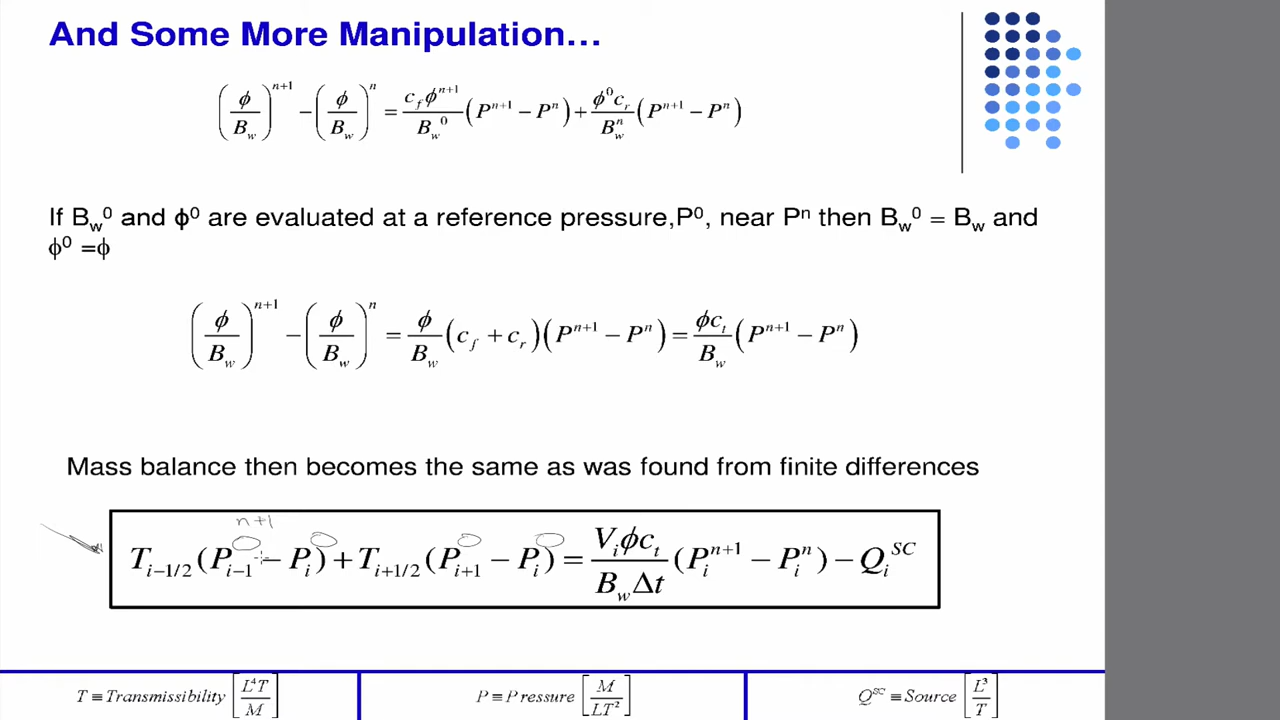 And Some More Manipulation...
(ϕ/B_w)^{n+1} − (ϕ/B_w)^n = (c_f ϕ^{n+1}/B_w^0)(P^{n+1} − P^n) + (ϕ^0 c_r/B_w^n)(P^{n+1} − P^n)
If B_w^0 and ϕ^0 are evaluated at a reference pressure,P^0, near P^n then B_w^0 = B_w and
ϕ^0 =ϕ
(ϕ/B_w)^{n+1} − (ϕ/B_w)^n = (ϕ/B_w)(c_f + c_r)(P^{n+1} − P^n) = (ϕc_t/B_w)(P^{n+1} − P^n)
Mass balance then becomes the same as was found from finite differences
n+1
T_{i−1/2}(P_{i−1} − P_i) + T_{i+1/2}(P_{i+1} − P_i) = (V_i ϕc_t/B_w Δt)(P_i^{n+1} − P_i^n) − Q_i^{SC}
T ≡ Transmissibility [L^4T/M] P ≡ Pressure [M/LT^2] Q^{SC} ≡ Source [L^3/T]